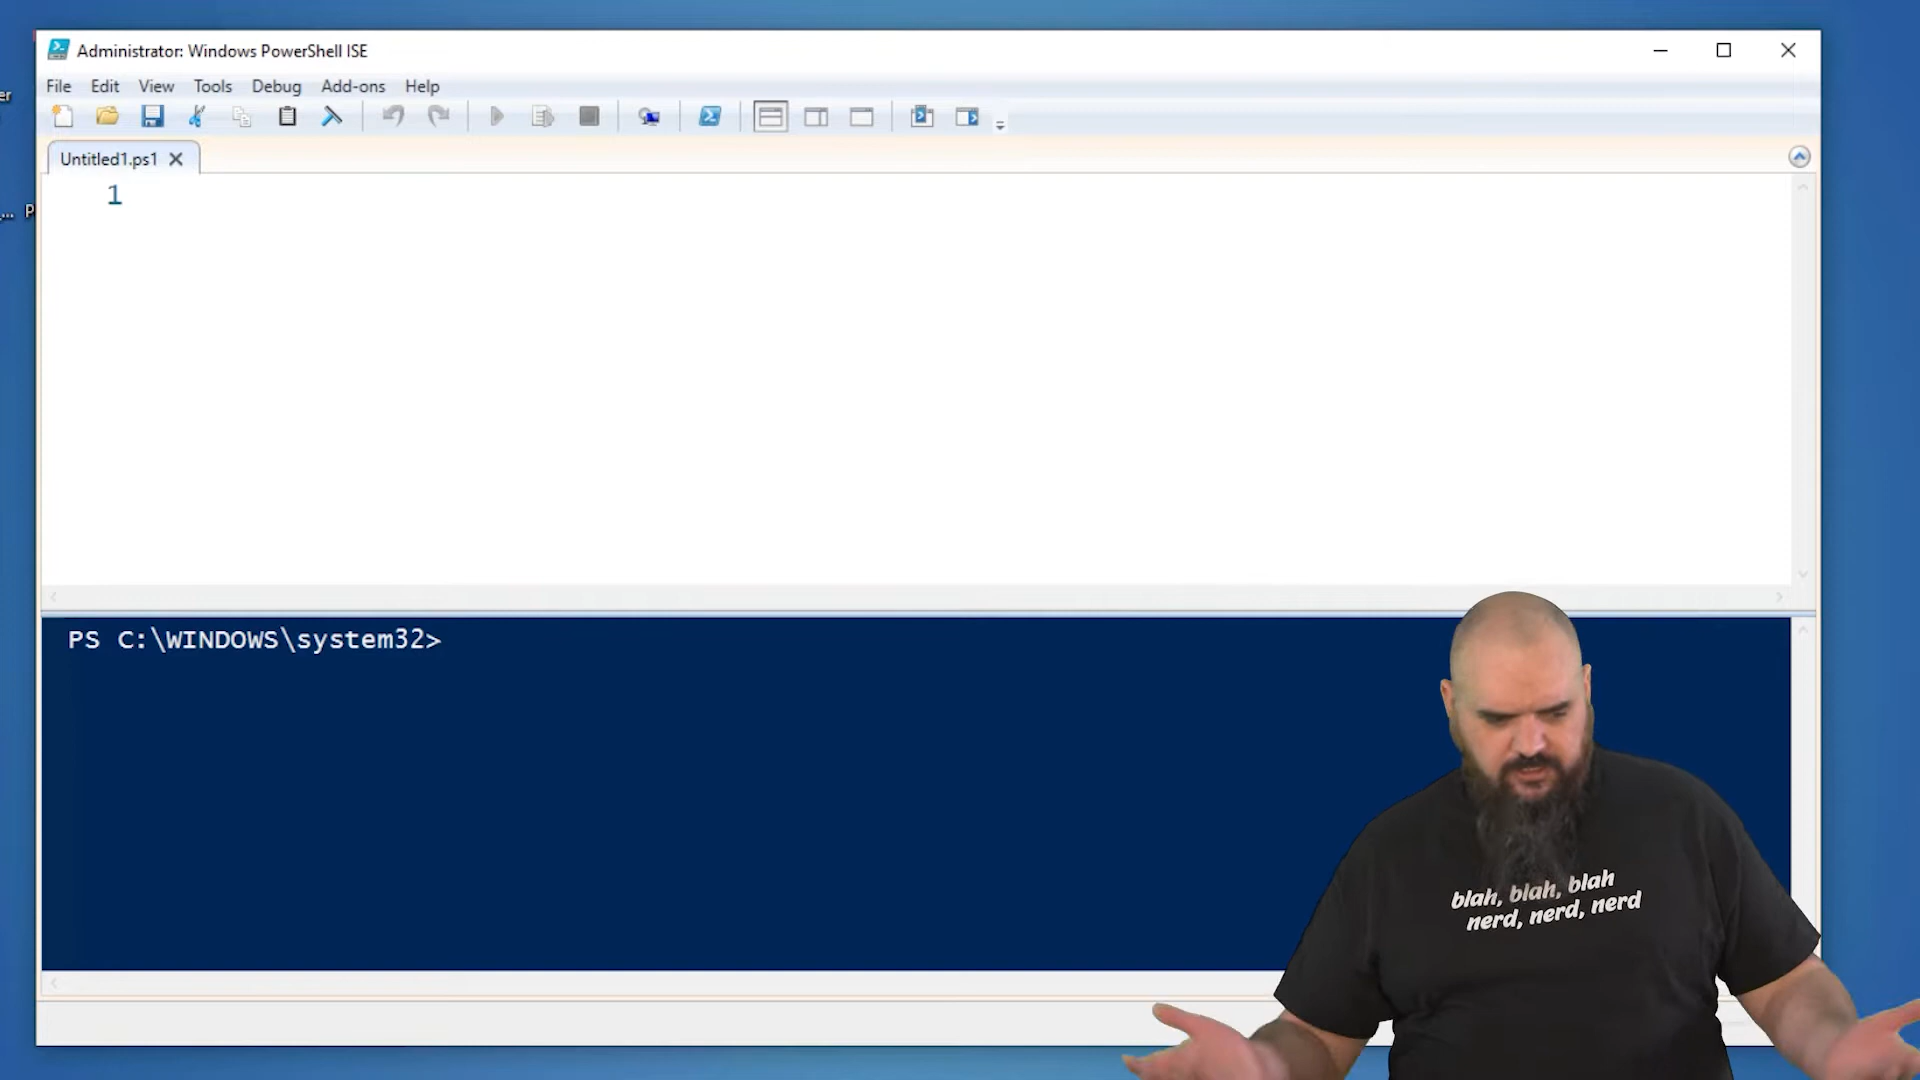 er
Administrator: Windows PowerShell ISE
File Edit View Tools Debug Add-ons Help
Untitled1.ps1
... P
1
PS C:\WINDOWS\system32>
blah, blah, blah
nerd, nerd, nerd